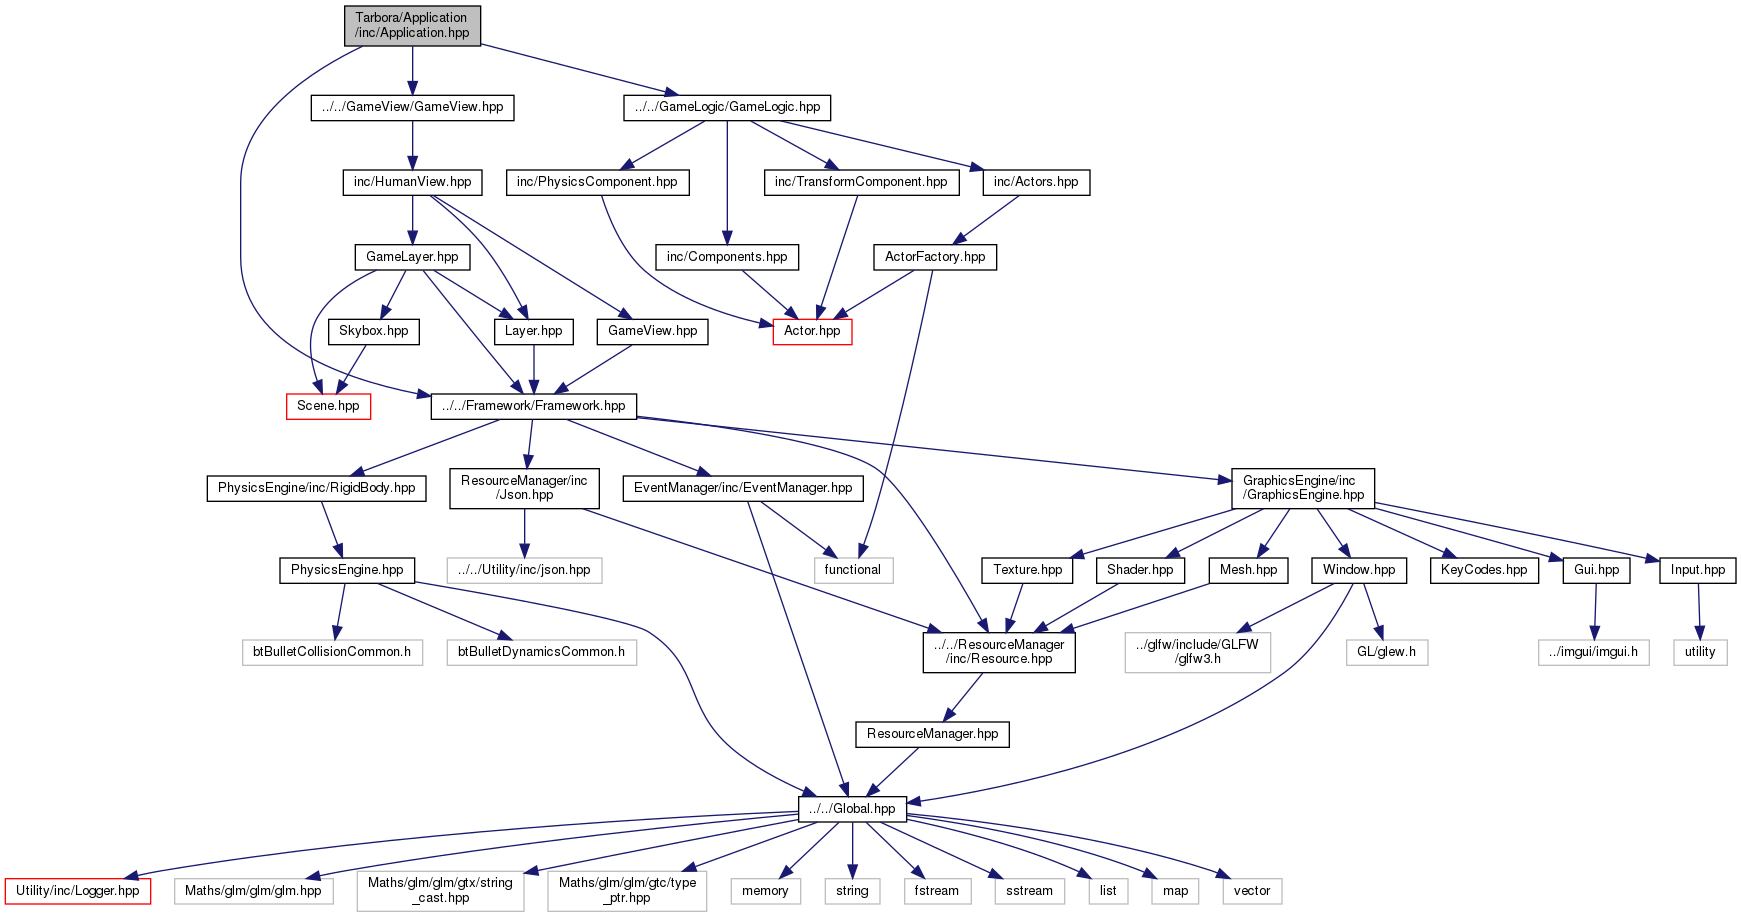 Tarbora/Application
/inc/Application.hpp
../../GameView/GameView.hpp
../../GameLogic/GameLogic.hpp
inc/HumanView.hpp
inc/PhysicsComponent.hpp
inc/TransformComponent.hpp
inc/Actors.hpp
GameLayer.hpp
inc/Components.hpp
ActorFactory.hpp
Skybox.hpp
Layer.hpp
GameView.hpp
Actor.hpp
Scene.hpp
../../Framework/Framework.hpp
PhysicsEngine/inc/RigidBody.hpp
ResourceManager/inc
/Json.hpp
EventManager/inc/EventManager.hpp
GraphicsEngine/inc
/GraphicsEngine.hpp
PhysicsEngine.hpp
../../Utility/inc/json.hpp
functional
Texture.hpp
Shader.hpp
Mesh.hpp
Window.hpp
KeyCodes.hpp
Gui.hpp
Input.hpp
btBulletCollisionCommon.h
btBulletDynamicsCommon.h
../../ResourceManager
/inc/Resource.hpp
../glfw/include/GLFW
/glfw3.h
GL/glew.h
../imgui/imgui.h
utility
ResourceManager.hpp
../../Global.hpp
Utility/inc/Logger.hpp
Maths/glm/glm/glm.hpp
Maths/glm/glm/gtx/string
_cast.hpp
Maths/glm/glm/gtc/type
_ptr.hpp
memory
string
fstream
sstream
list
map
vector